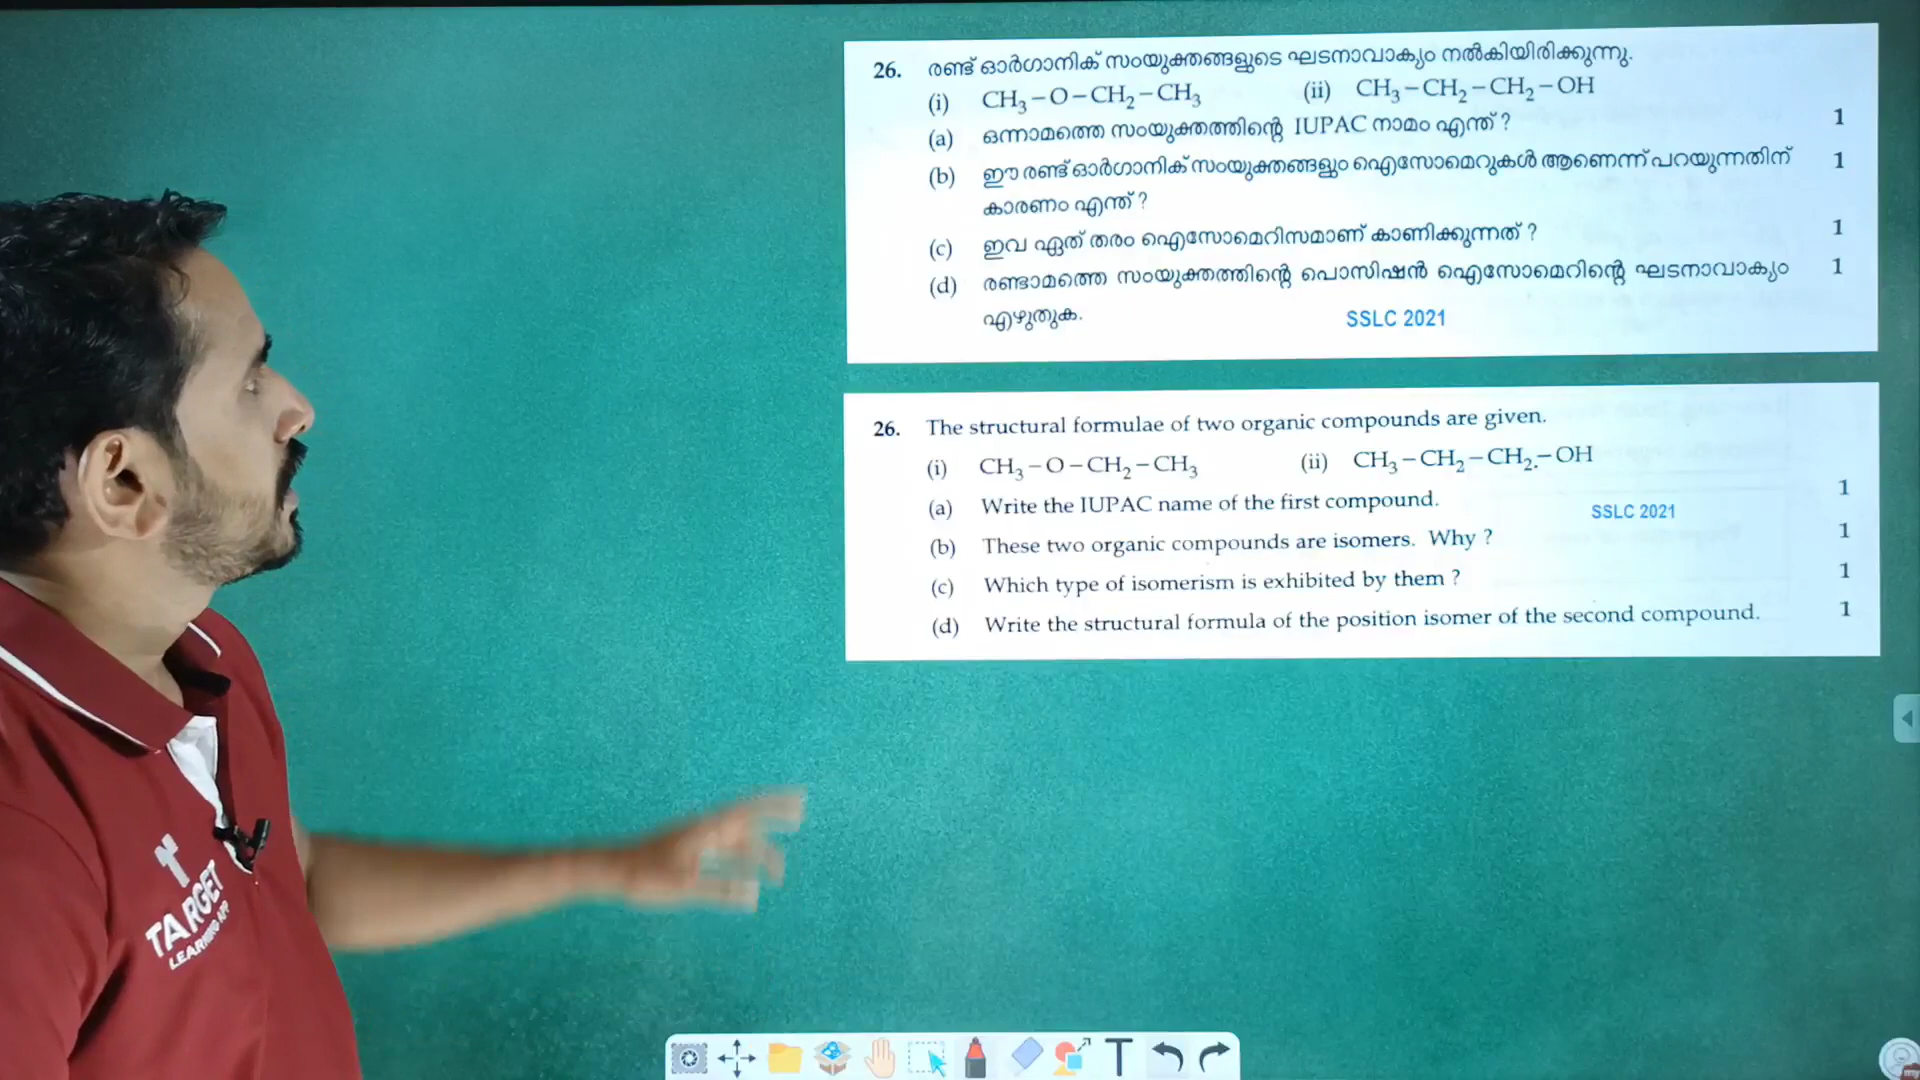 26. രണ്ട് ഓർഗാനിക് സംയുക്തങ്ങളുടെ ഘടനാവാക്യം നൽകിയിരിക്കുന്നു.
(i) CH₃ – O – CH₂ – CH₃ (ii) CH₃ – CH₂ – CH₂ – OH
(a) ഒന്നാമത്തെ സംയുക്തത്തിന്റെ IUPAC നാമം എന്ത് ? 1
(b) ഈ രണ്ട് ഓർഗാനിക് സംയുക്തങ്ങളും ഐസോമെറുകൾ ആണെന്ന് പറയുന്നതിന് 1
കാരണം എന്ത് ?
(c) ഇവ ഏത് തരം ഐസോമെറിസമാണ് കാണിക്കുന്നത് ? 1
(d) രണ്ടാമത്തെ സംയുക്തത്തിന്റെ പൊസിഷൻ ഐസോമെറിന്റെ ഘടനാവാക്യം 1
എഴുതുക. SSLC 2021
26. The structural formulae of two organic compounds are given.
(i) CH₃ – O – CH₂ – CH₃ (ii) CH₃ – CH₂ – CH₂ – OH
(a) Write the IUPAC name of the first compound. 1
SSLC 2021
(b) These two organic compounds are isomers. Why ? 1
(c) Which type of isomerism is exhibited by them ? 1
(d) Write the structural formula of the position isomer of the second compound. 1
TARGET
LEARNING APP
T